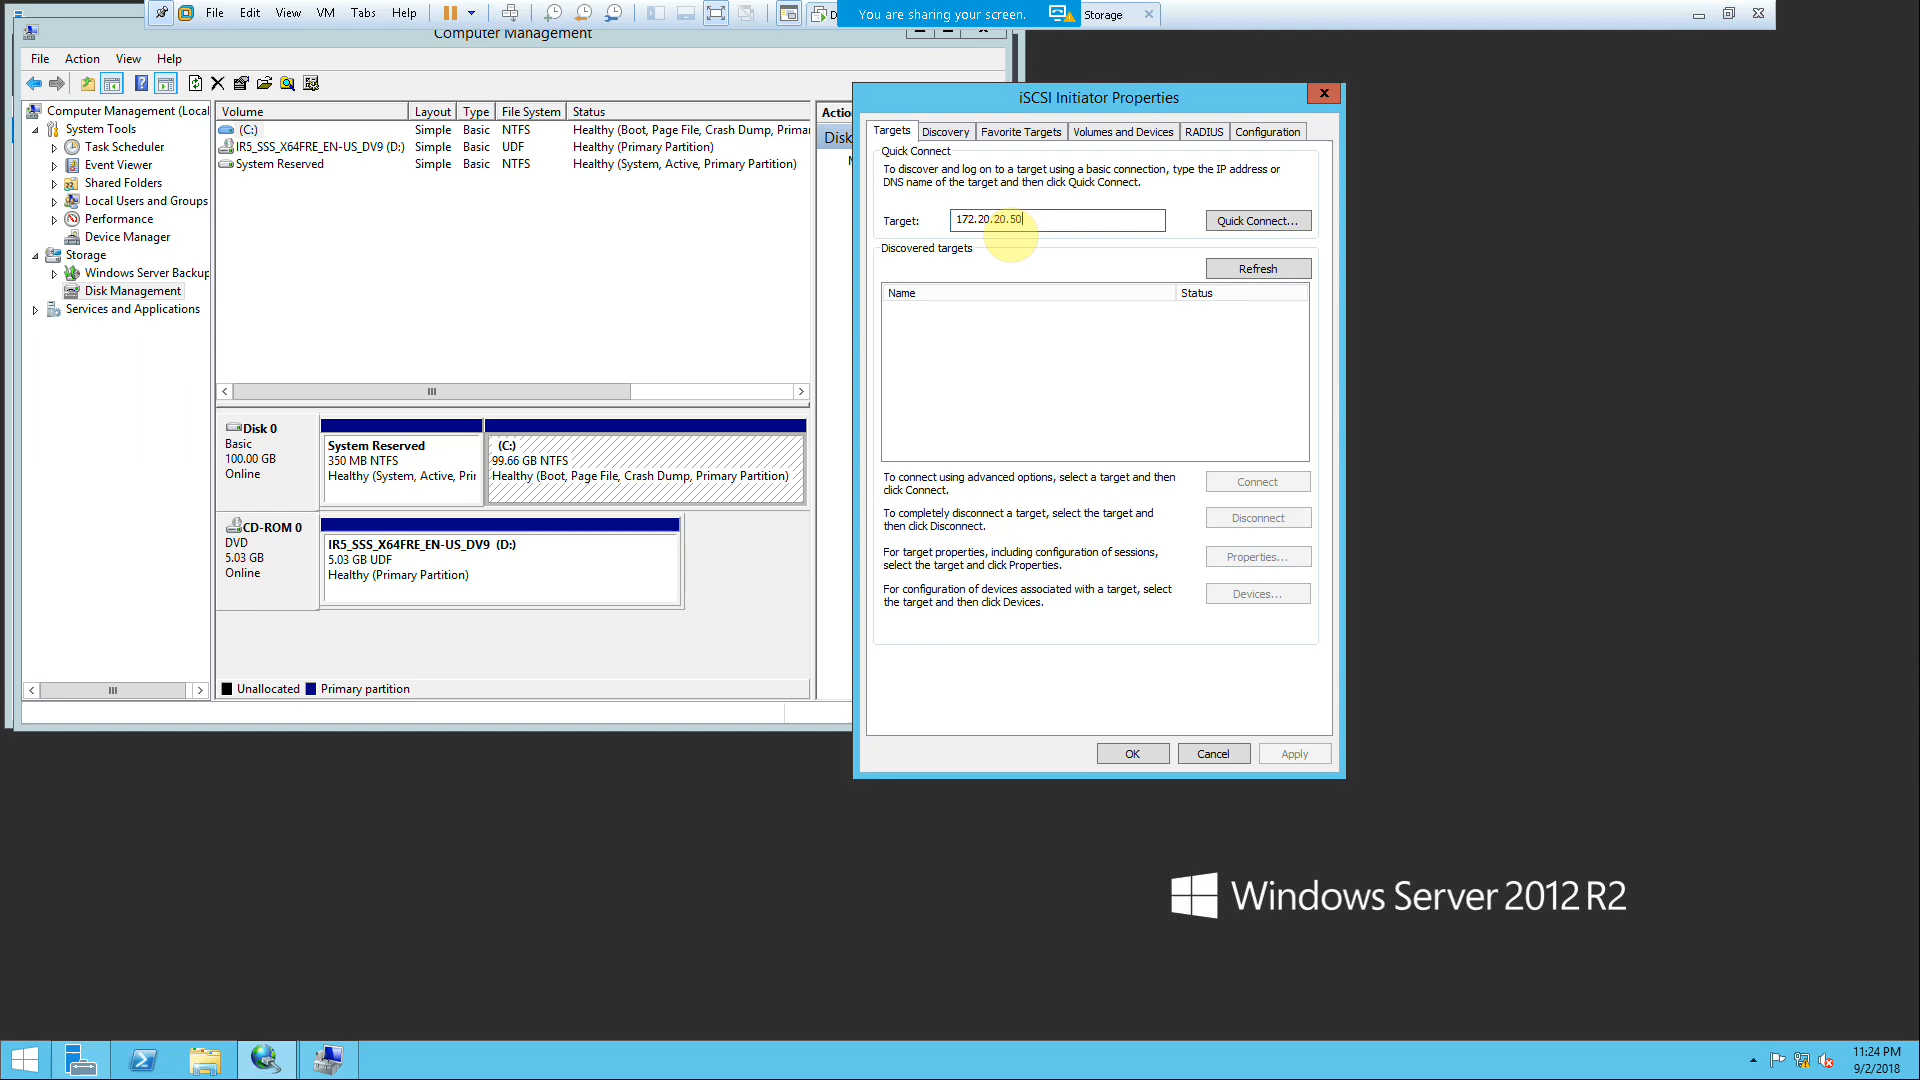 File Edit View VM Tabs Help
You are sharing your screen.
Storage
Computer Management
File Action View Help
Computer Management (Local
System Tools
Task Scheduler
Event Viewer
Shared Folders
Local Users and Groups
Performance
Device Manager
Storage
Windows Server Backup
Disk Management
Services and Applications
Volume Layout Type File System Status
(C:) Simple Basic NTFS Healthy (Boot, Page File, Crash Dump, Primar
IR5_SSS_X64FRE_EN-US_DV9 (D:) Simple Basic UDF Healthy (Primary Partition)
System Reserved Simple Basic NTFS Healthy (System, Active, Primary Partition)
Actio
Disk
Disk 0
Basic
100.00 GB
Online
System Reserved
350 MB NTFS
Healthy (System, Active, Prir
(C:)
99.66 GB NTFS
Healthy (Boot, Page File, Crash Dump, Primary Partition)
CD-ROM 0
DVD
5.03 GB
Online
IR5_SSS_X64FRE_EN-US_DV9 (D:)
5.03 GB UDF
Healthy (Primary Partition)
Unallocated Primary partition
iSCSI Initiator Properties
Targets Discovery Favorite Targets Volumes and Devices RADIUS Configuration
Quick Connect
To discover and log on to a target using a basic connection, type the IP address or
DNS name of the target and then click Quick Connect.
Target: 172.20.20.50 Quick Connect...
Discovered targets
Refresh
Name Status
To connect using advanced options, select a target and then
click Connect.
Connect
To completely disconnect a target, select the target and
then click Disconnect.
Disconnect
For target properties, including configuration of sessions,
select the target and click Properties.
Properties...
For configuration of devices associated with a target, select
the target and then click Devices.
Devices...
OK Cancel Apply
Windows Server 2012 R2
11:24 PM
9/2/2018